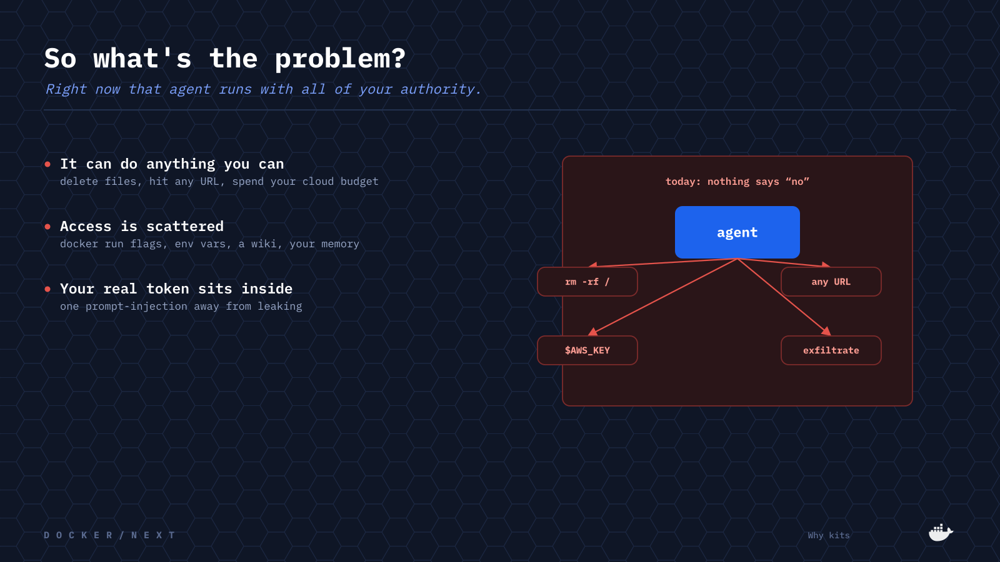 So what's the problem?
Right now that agent runs with all of your authority.
It can do anything you can
delete files, hit any URL, spend your cloud budget
Access is scattered
docker run flags, env vars, a wiki, your memory
Your real token sits inside
one prompt-injection away from leaking
today: nothing says “no”
agent
rm -rf /
any URL
$AWS_KEY
exfiltrate
DOCKER/NEXT
Why kits